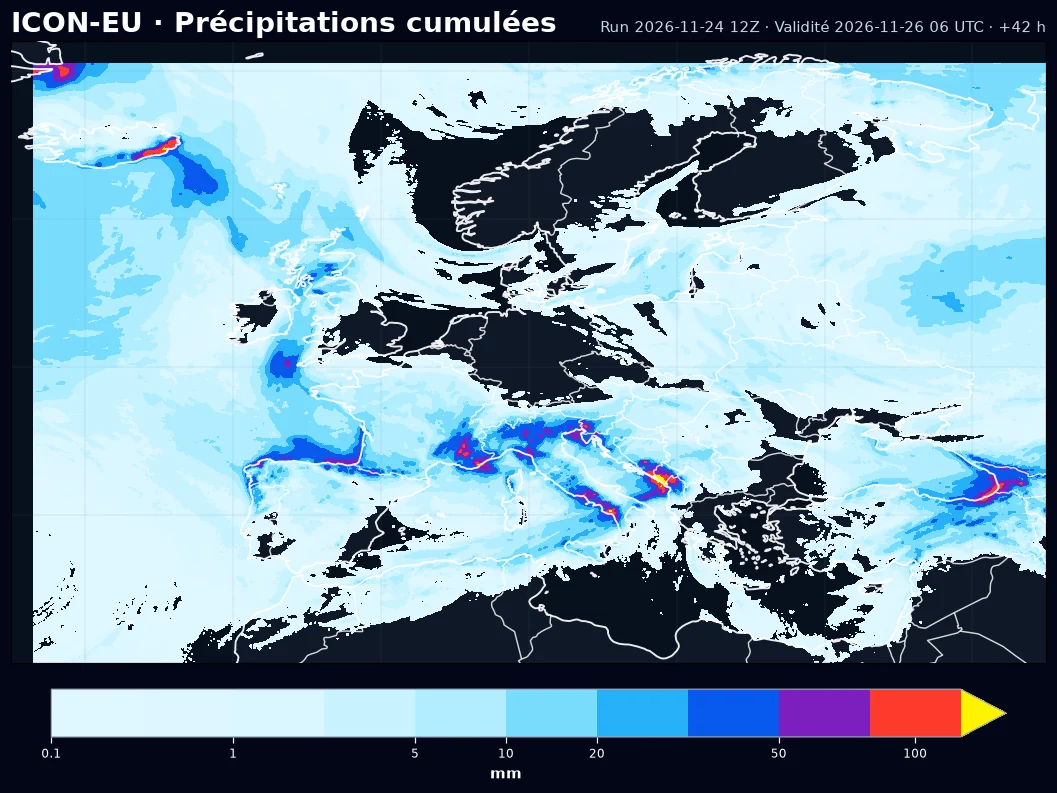 ICON-EU · Précipitations cumulées
Run 2026-11-24 12Z · Validité 2026-11-26 06 UTC · +42 h
0.1 1 5 10 20 50 100
mm